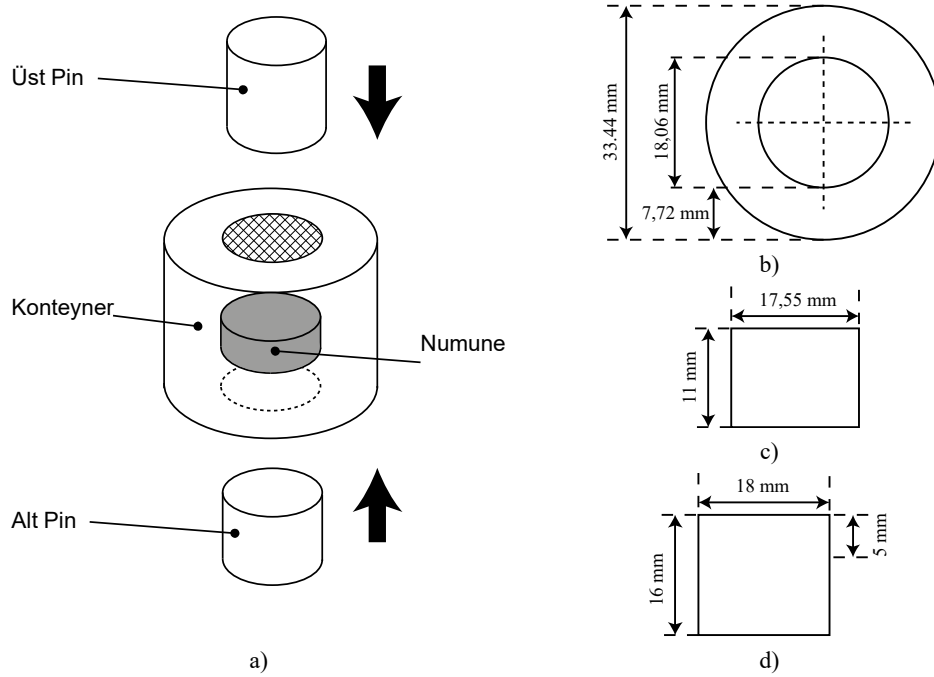 Üst Pin
Konteyner
Numune
Alt Pin
a)
33.44 mm
18,06 mm
7,72 mm
b)
17,55 mm
11 mm
c)
18 mm
16 mm
5 mm
d)